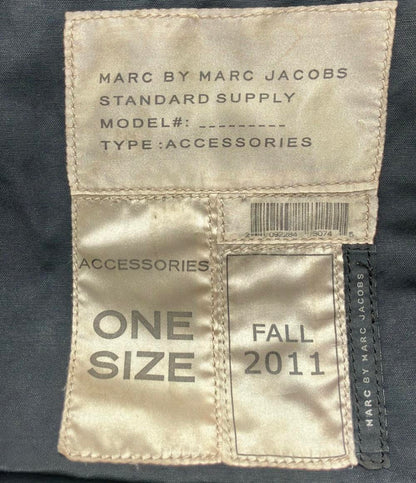 MARC BY MARC JACOBS
STANDARD SUPPLY
MODEL#: _________
TYPE :ACCESSORIES
ACCESSORIES
ONE
SIZE
FALL
2011
MARC BY MARC JACOBS